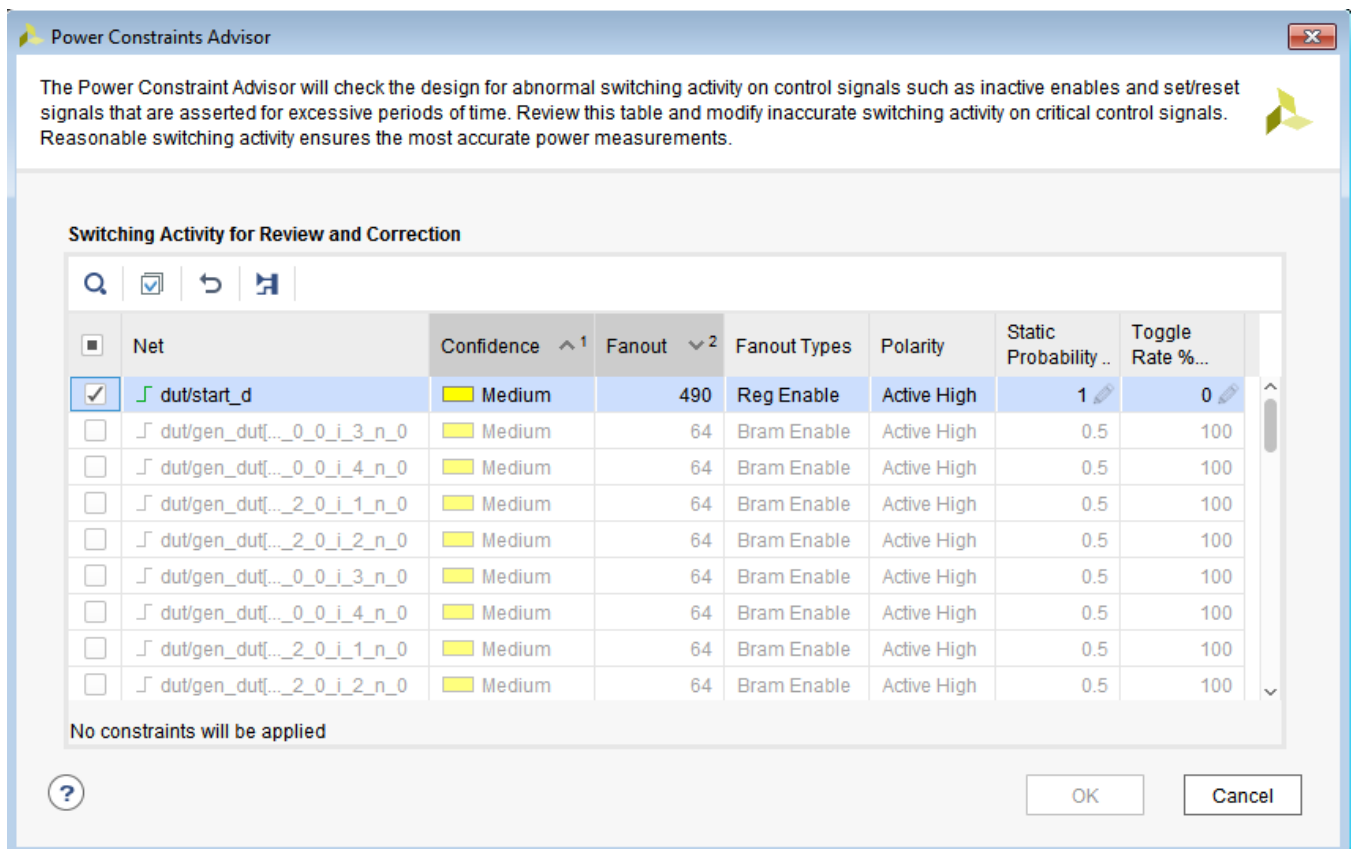 Power Constraints Advisor
The Power Constraint Advisor will check the design for abnormal switching activity on control signals such as inactive enables and set/reset
signals that are asserted for excessive periods of time. Review this table and modify inaccurate switching activity on critical control signals.
Reasonable switching activity ensures the most accurate power measurements.
Switching Activity for Review and Correction
Net Confidence 1 Fanout 2 Fanout Types Polarity Static Probability .. Toggle Rate %...
dut/start_d Medium 490 Reg Enable Active High 1 0
dut/gen_dut[..._0_0_i_3_n_0 Medium 64 Bram Enable Active High 0.5 100
dut/gen_dut[..._0_0_i_4_n_0 Medium 64 Bram Enable Active High 0.5 100
dut/gen_dut[..._2_0_i_1_n_0 Medium 64 Bram Enable Active High 0.5 100
dut/gen_dut[..._2_0_i_2_n_0 Medium 64 Bram Enable Active High 0.5 100
dut/gen_dut[..._0_0_i_3_n_0 Medium 64 Bram Enable Active High 0.5 100
dut/gen_dut[..._0_0_i_4_n_0 Medium 64 Bram Enable Active High 0.5 100
dut/gen_dut[..._2_0_i_1_n_0 Medium 64 Bram Enable Active High 0.5 100
dut/gen_dut[..._2_0_i_2_n_0 Medium 64 Bram Enable Active High 0.5 100
No constraints will be applied
? OK Cancel